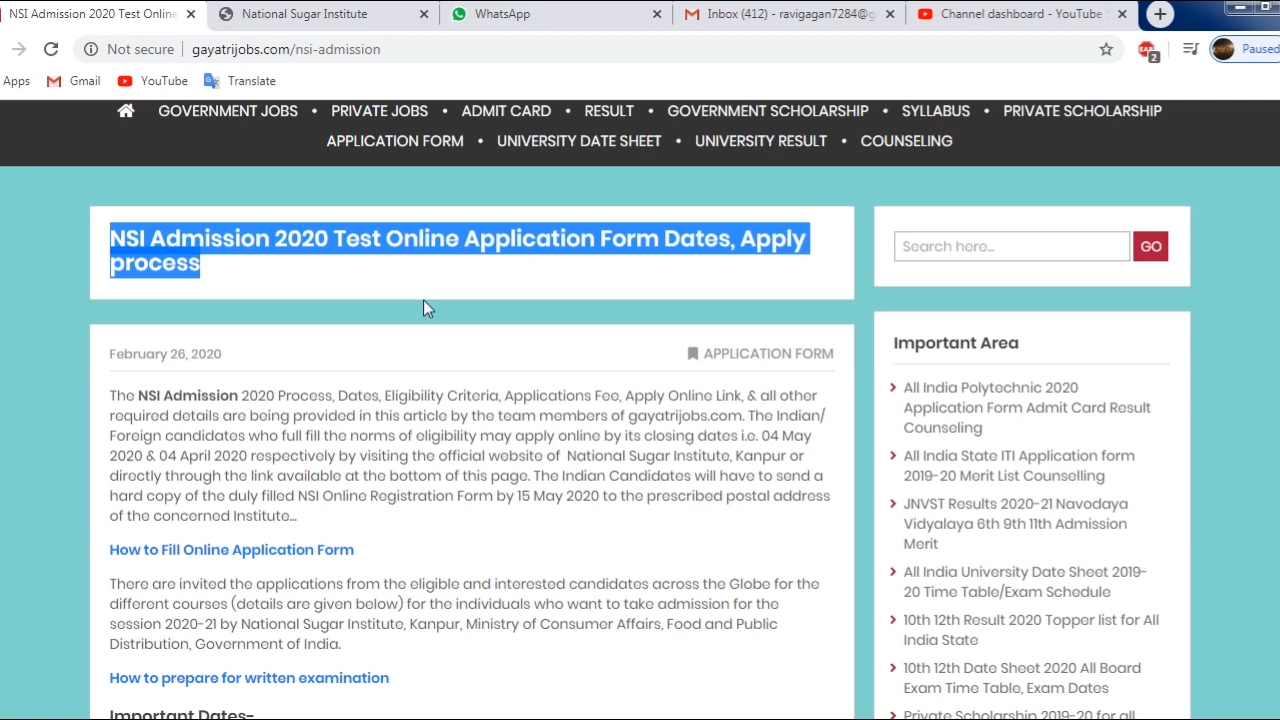 NSI Admission 2020 Test Online
National Sugar Institute
WhatsApp
Inbox (412) - ravigagan7284@g
Channel dashboard - YouTube
Not secure
gayatrijobs.com/nsi-admission
2
Paused
Apps
Gmail
YouTube
Translate
GOVERNMENT JOBS • PRIVATE JOBS • ADMIT CARD • RESULT • GOVERNMENT SCHOLARSHIP • SYLLABUS • PRIVATE SCHOLARSHIP
APPLICATION FORM • UNIVERSITY DATE SHEET • UNIVERSITY RESULT • COUNSELING
NSI Admission 2020 Test Online Application Form Dates, Apply
process
February 26, 2020
APPLICATION FORM
The NSI Admission 2020 Process, Dates, Eligibility Criteria, Applications Fee, Apply Online Link, & all other
required details are being provided in this article by the team members of gayatrijobs.com. The Indian/
Foreign candidates who full fill the norms of eligibility may apply online by its closing dates i.e. 04 May
2020 & 04 April 2020 respectively by visiting the official website of National Sugar Institute, Kanpur or
directly through the link available at the bottom of this page. The Indian Candidates will have to send a
hard copy of the duly filled NSI Online Registration Form by 15 May 2020 to the prescribed postal address
of the concerned Institute...
How to Fill Online Application Form
There are invited the applications from the eligible and interested candidates across the Globe for the
different courses (details are given below) for the individuals who want to take admission for the
session 2020-21 by National Sugar Institute, Kanpur, Ministry of Consumer Affairs, Food and Public
Distribution, Government of India.
How to prepare for written examination
Important Dates-
Search here...
GO
Important Area
All India Polytechnic 2020
Application Form Admit Card Result
Counseling
All India State ITI Application form
2019-20 Merit List Counselling
JNVST Results 2020-21 Navodaya
Vidyalaya 6th 9th 11th Admission
Merit
All India University Date Sheet 2019-
20 Time Table/Exam Schedule
10th 12th Result 2020 Topper list for All
India State
10th 12th Date Sheet 2020 All Board
Exam Time Table, Exam Dates
Private Scholarship 2019-20 for all